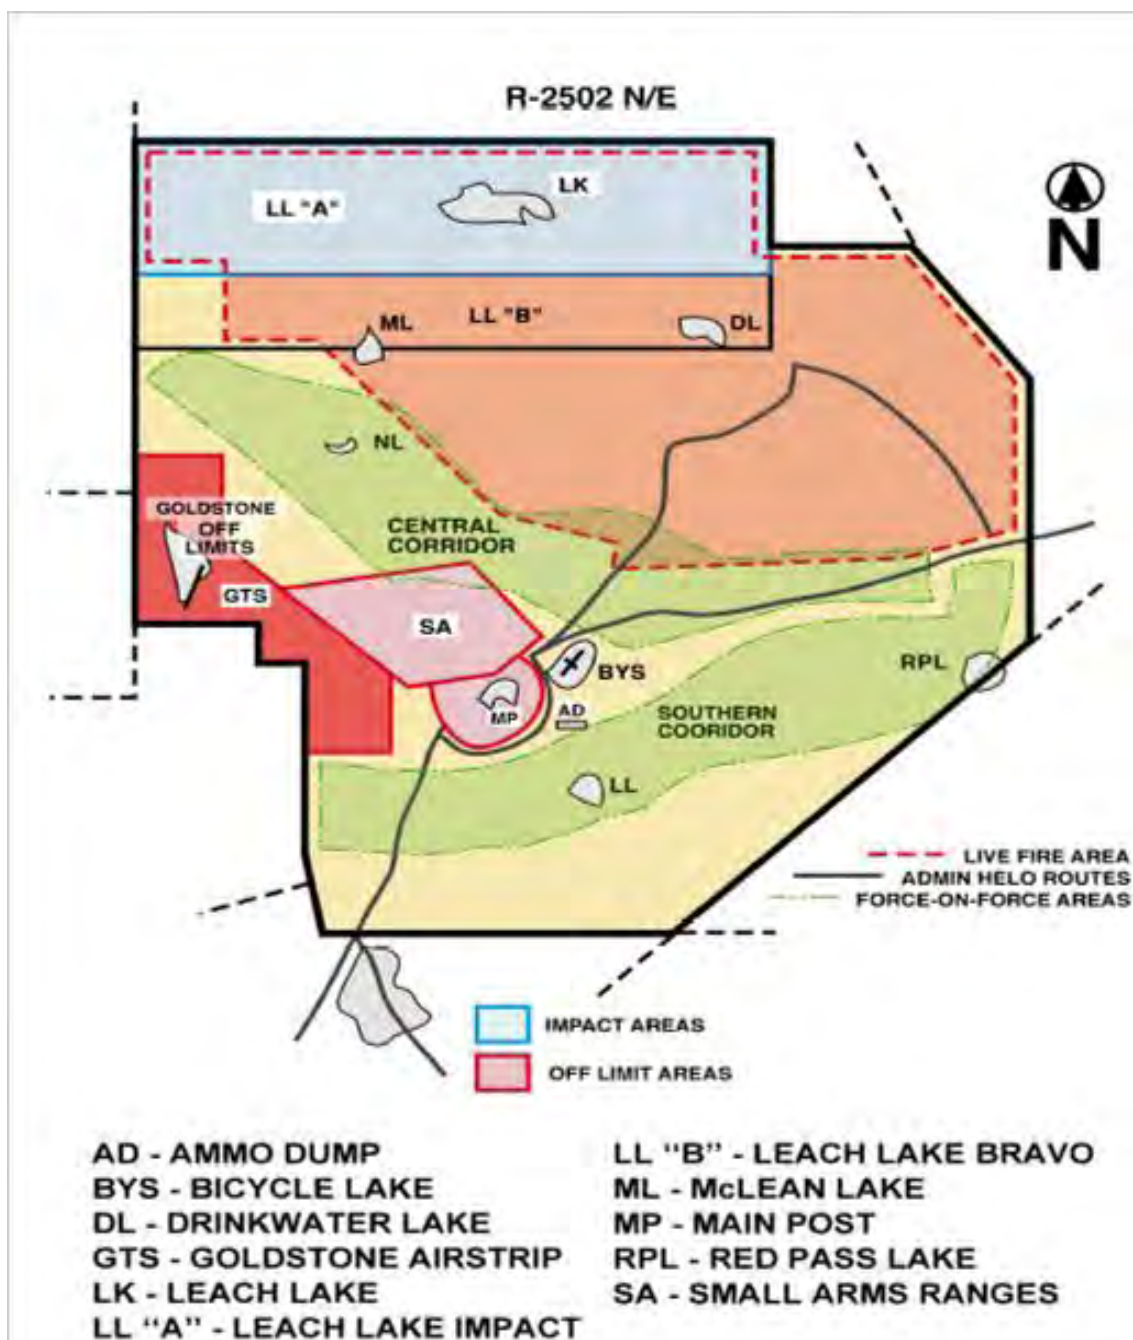 R-2502 N/E
LK
LL "A"
N
LL "B"
ML
DL
NL
GOLDSTONE
OFF
LIMITS
CENTRAL
CORRIDOR
GTS
SA
BYS
RPL
MP
AD
SOUTHERN
COORIDOR
LL
LIVE FIRE AREA
ADMIN HELO ROUTES
FORCE-ON-FORCE AREAS
IMPACT AREAS
OFF LIMIT AREAS
AD - AMMO DUMP
BYS - BICYCLE LAKE
DL - DRINKWATER LAKE
GTS - GOLDSTONE AIRSTRIP
LK - LEACH LAKE
LL “A” - LEACH LAKE IMPACT
LL “B” - LEACH LAKE BRAVO
ML - McLEAN LAKE
MP - MAIN POST
RPL - RED PASS LAKE
SA - SMALL ARMS RANGES